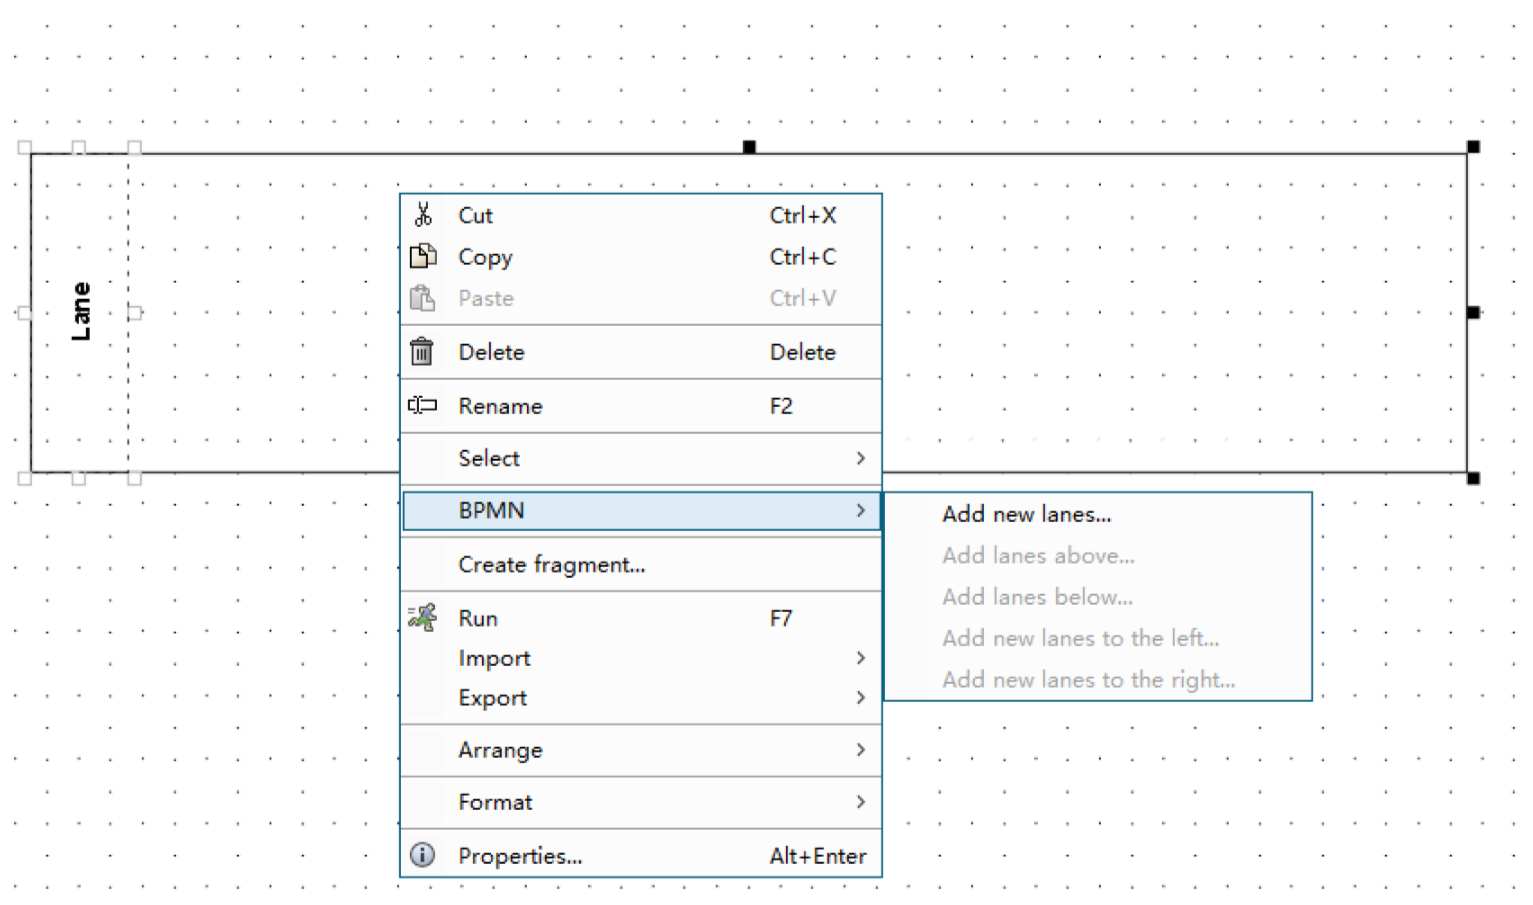 Lane
Cut Ctrl+X
Copy Ctrl+C
Paste Ctrl+V
Delete Delete
Rename F2
Select
BPMN
Create fragment...
Run F7
Import
Export
Arrange
Format
Properties... Alt+Enter
Add new lanes...
Add lanes above...
Add lanes below...
Add new lanes to the left...
Add new lanes to the right...